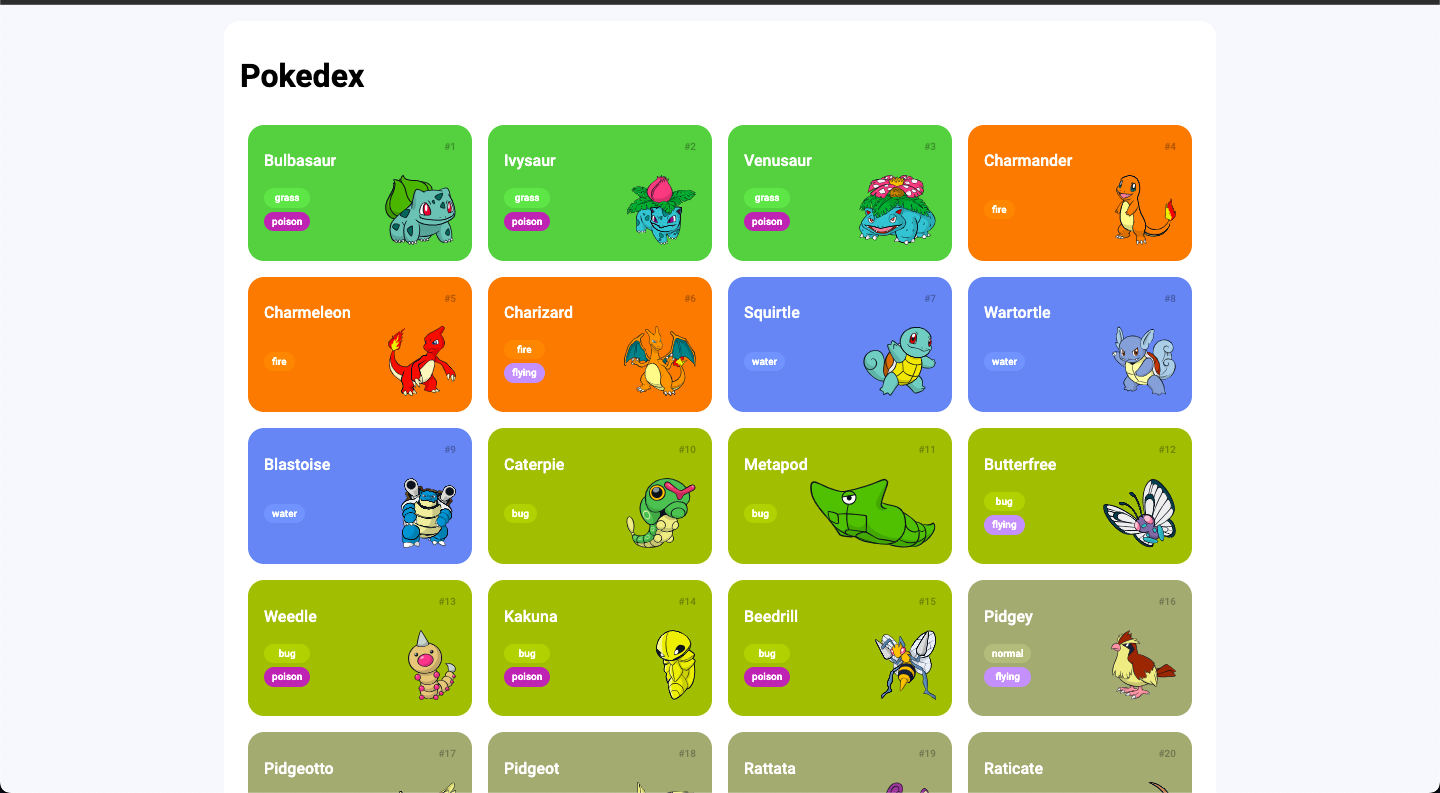 Pokedex
#1
Bulbasaur
grass
poison
#2
Ivysaur
grass
poison
#3
Venusaur
grass
poison
#4
Charmander
fire
#5
Charmeleon
fire
#6
Charizard
fire
flying
#7
Squirtle
water
#8
Wartortle
water
#9
Blastoise
water
#10
Caterpie
bug
#11
Metapod
bug
#12
Butterfree
bug
flying
#13
Weedle
bug
poison
#14
Kakuna
bug
poison
#15
Beedrill
bug
poison
#16
Pidgey
normal
flying
#17
Pidgeotto
#18
Pidgeot
#19
Rattata
#20
Raticate